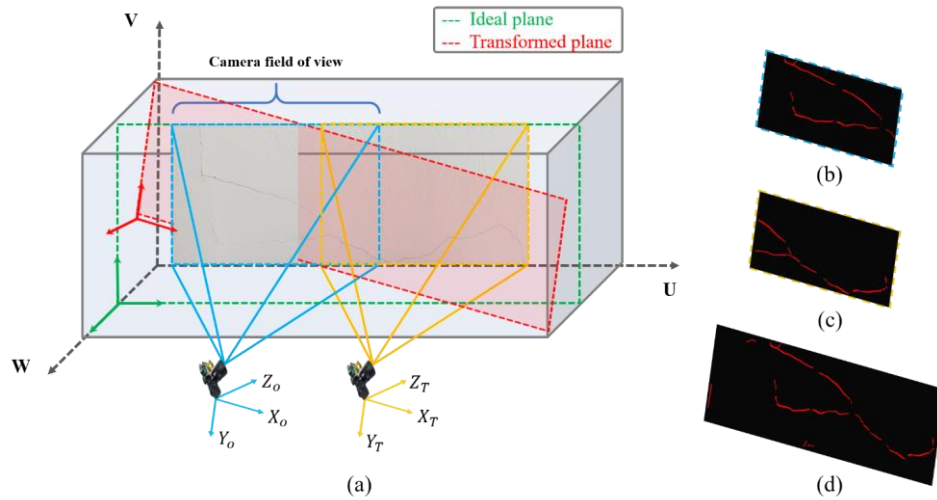 V
--- Ideal plane
--- Transformed plane
Camera field of view
U
W
Z_o
X_o
Y_o
Z_T
X_T
Y_T
(a)
(b)
(c)
(d)